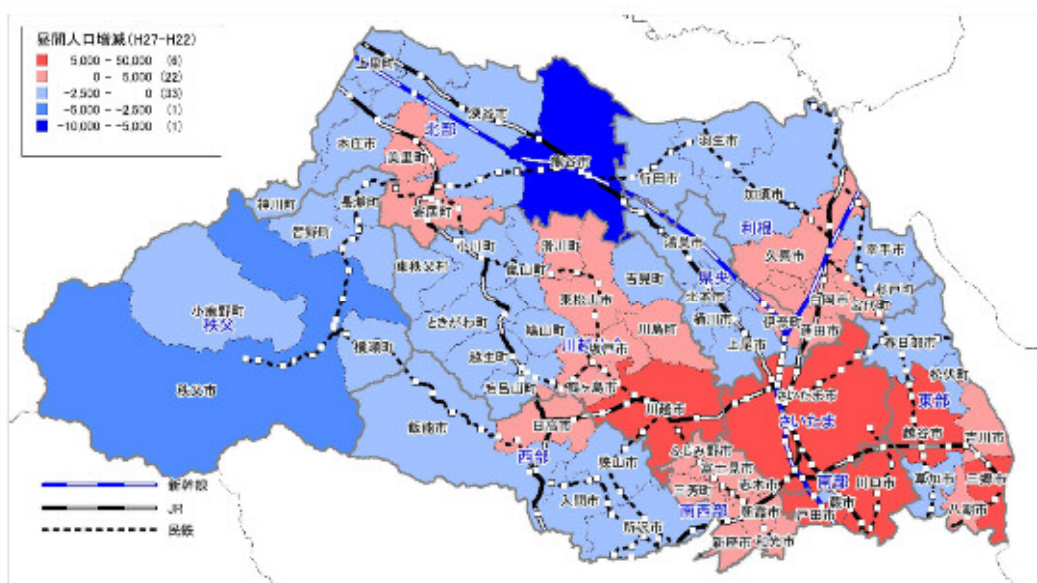 昼間人口増減(H27-H22)
5,000 - 50,000 (6)
0 - 5,000 (22)
-2,500 - 0 (33)
-5,000 - -2,500 (1)
-10,000 - -5,000 (1)
上里町
深谷市
北部
本庄市
美里町
熊谷市
羽生市
行田市
加須市
神川町
長瀞町
寄居町
皆野町
小川町
滑川町
鴻巣市
利根
久喜市
幸手市
東秩父村
嵐山町
吉見町
県央
北本市
杉戸町
宮代町
白岡市
東松山市
桶川市
小鹿野町
秩父
ときがわ町
鳩山町
川島町
伊奈町
蓮田市
上尾市
春日部市
横瀬町
越生町
坂戸市
松伏町
毛呂山町
鶴ヶ島市
秩父市
さいたま市
東部
川越市
さいたま
飯能市
日高市
越谷市
吉川市
西部
ふじみ野市
狭山市
富士見市
三芳町
志木市
南部
川口市
草加市
三郷市
入間市
南西部
朝霞市
蕨市
戸田市
八潮市
所沢市
新座市
和光市
新幹線
JR
民鉄